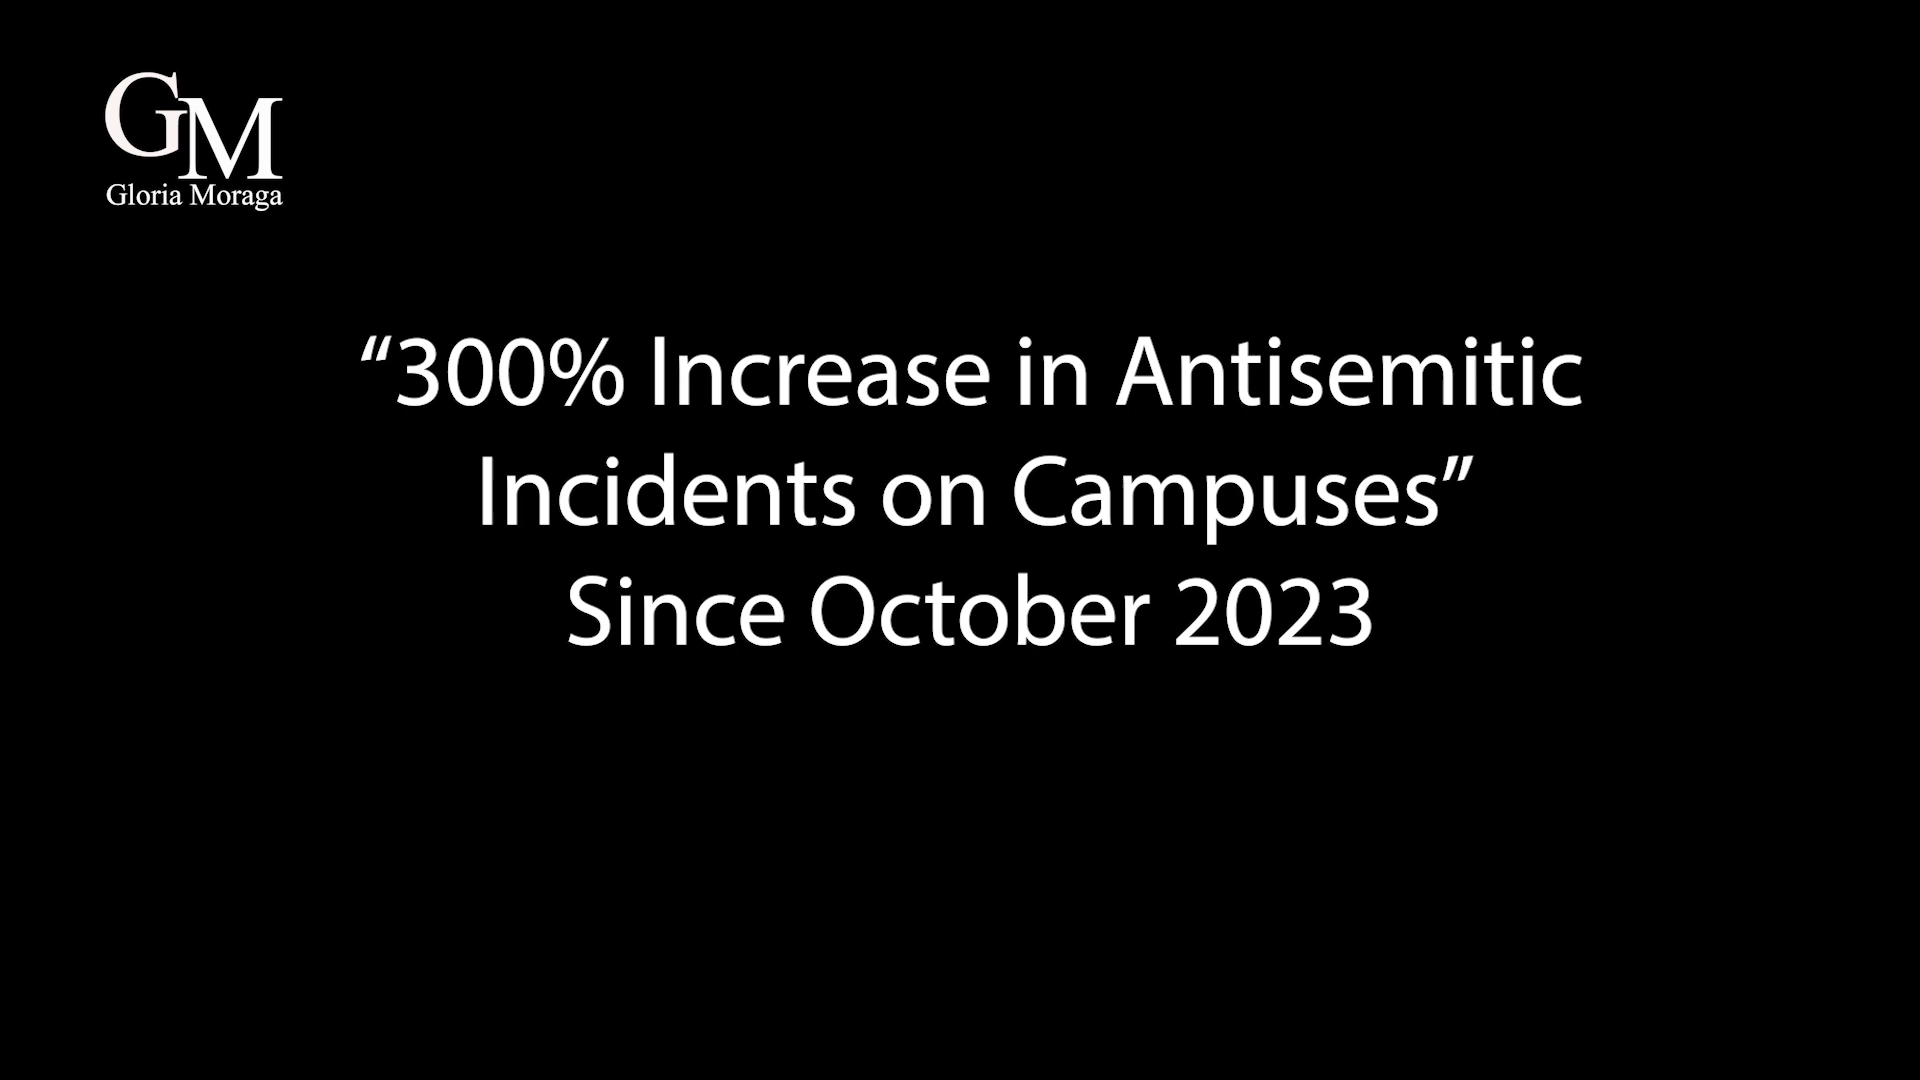 GM
Gloria Moraga
“300% Increase in Antisemitic
Incidents on Campuses”
Since October 2023